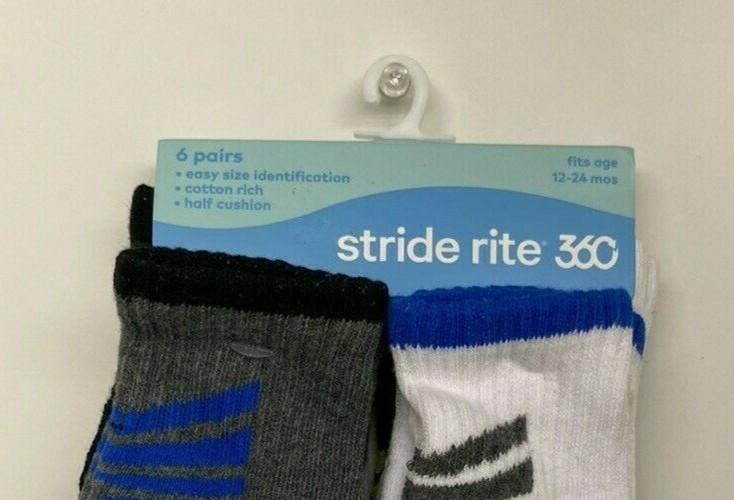 6 pairs
• easy size identification
• cotton rich
• half cushion
fits age
12-24 mos
stride rite 360